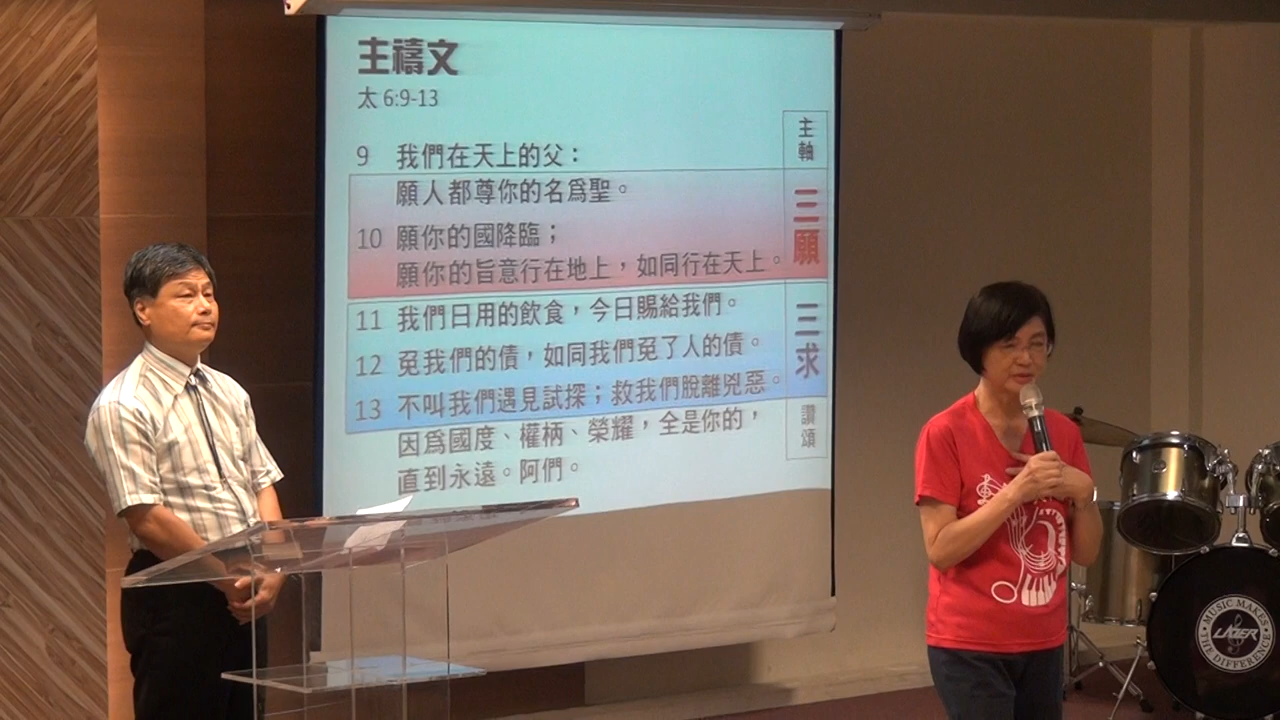 主禱文
太 6:9-13
主軸
9 我們在天上的父：
願人都尊你的名為聖。
三願
10 願你的國降臨；
願你的旨意行在地上，如同行在天上。
11 我們日用的飲食，今日賜給我們。
三求
12 免我們的債，如同我們免了人的債。
13 不叫我們遇見試探；救我們脫離兇惡。
讚頌
因為國度、權柄、榮耀，全是你的，
直到永遠。阿們。
MUSIC MAKES
THE DIFFERENCE